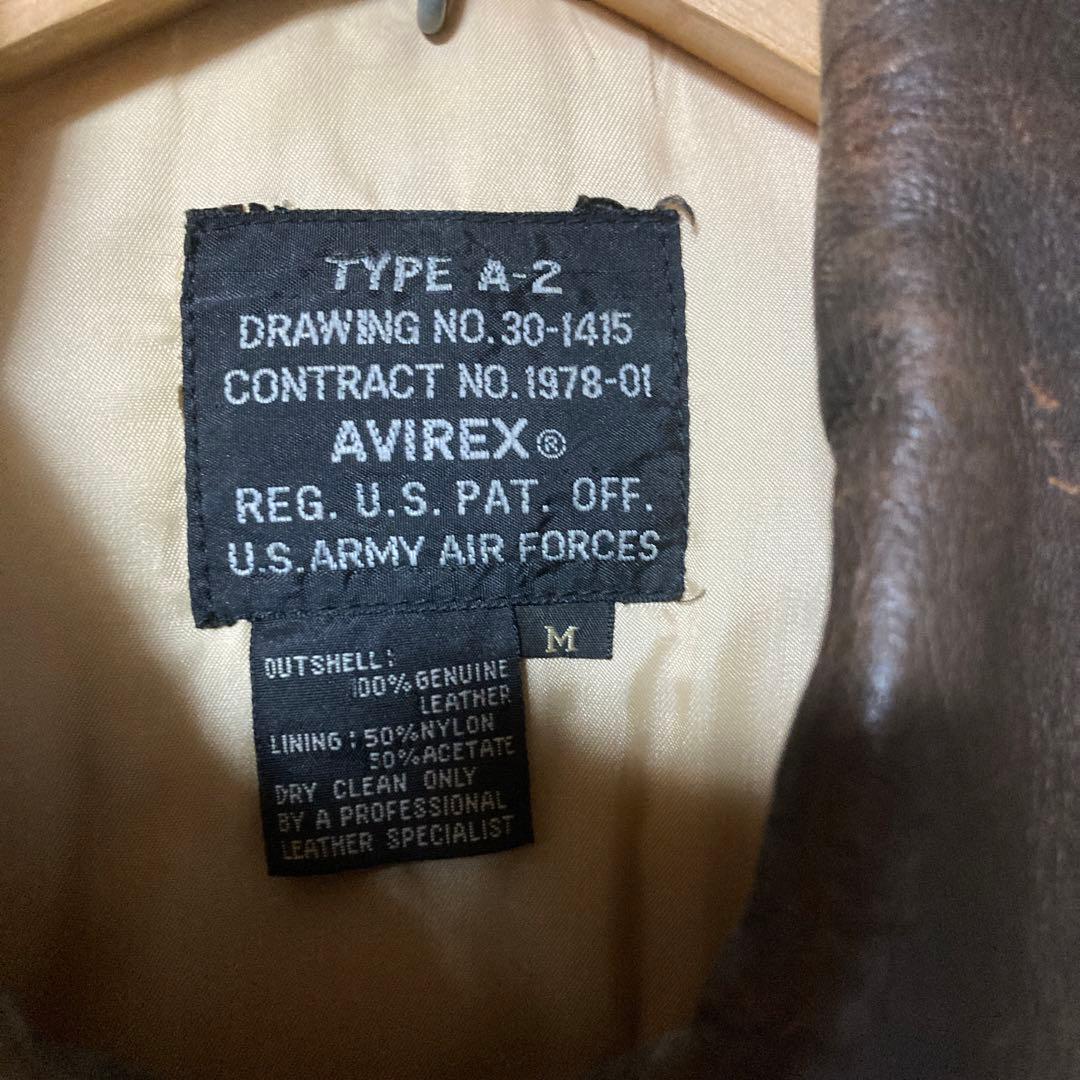 TYPE A-2
DRAWING NO. 30-1415
CONTRACT NO. 1978-01
AVIREX®
REG. U.S. PAT. OFF.
U.S. ARMY AIR FORCES
M
OUTSHELL:
100% GENUINE
LEATHER
LINING: 50% NYLON
50% ACETATE
DRY CLEAN ONLY
BY A PROFESSIONAL
LEATHER SPECIALIST